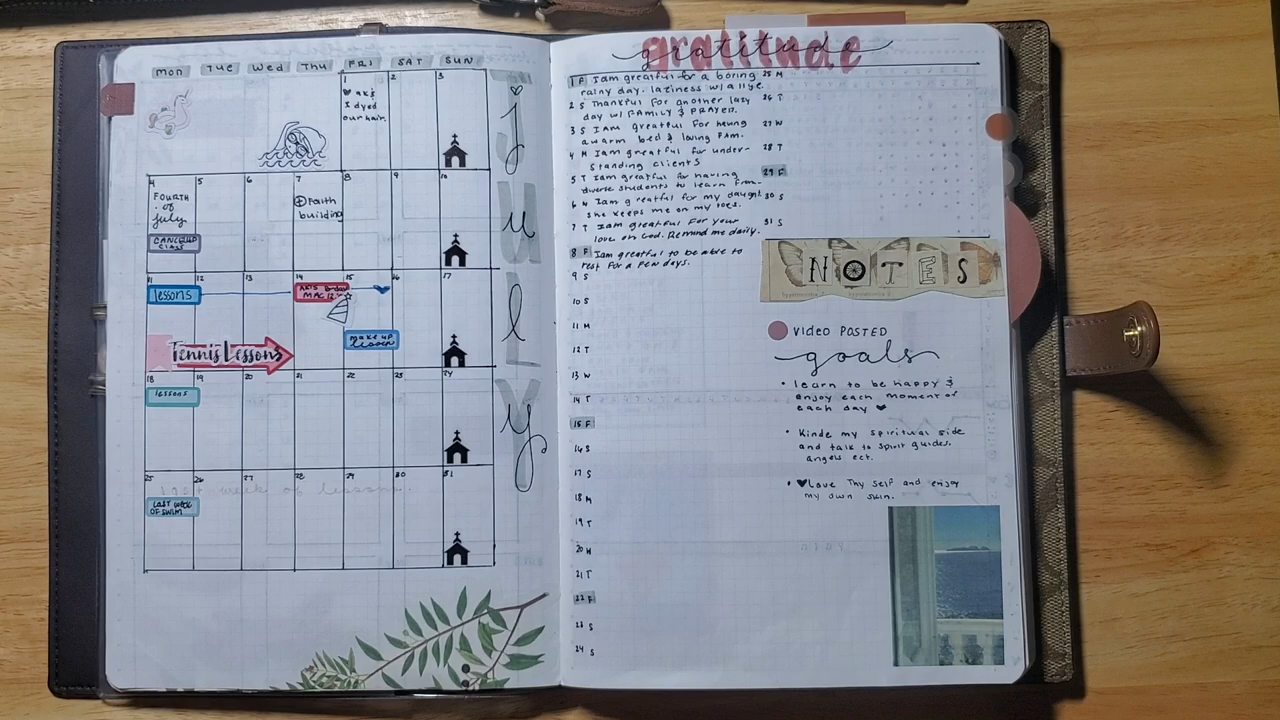 MON TUE WED THU FRI SAT SUN
1 2 3
I dyed
our hair.
4 5 6 7 8 9 10
FOURTH
of
July
Faith
building
CANCELED
CLASS
11 12 13 14 15 16 17
lessons
make up
lesson
Tennis Lessons
18 19 20 21 22 23 24
lessons
25 26 27 28 29 30 31
last week of lessons.
LAST WEEK
OF SWIM
JULY
july
gratitude
1 F I am greatful for a boring
rainy day. laziness w/
2 S Thankful for another lazy
day w/ FAMILY & PRAYER.
3 S I AM greatful for having
a warm bed & loving FAM.
4 M I am greatful for under-
standing clients
5 T I am greatful for having
diverse students to learn from
6 W I am greatful for my daught.
she keeps me on my toes.
7 T I am greatful for your
love oh God. Remind me daily.
8 F I am greatful to be able to
rest for a few days.
9 S
10 S
11 M
12 T
13 W
14 T
15 F
16 S
17 S
18 M
19 T
20 W
21 T
22 F
23 S
24 S
25 M
26 T
27 W
28 T
29 F
30 S
31 S
NOTES
VIDEO POSTED
goals
• learn to be happy &
enjoy each moment of
each day ♥
• Kinde my spiritual side
and talk to spirit guides.
angels ect.
• ♥Love Thy self and enjoy
my own skin.